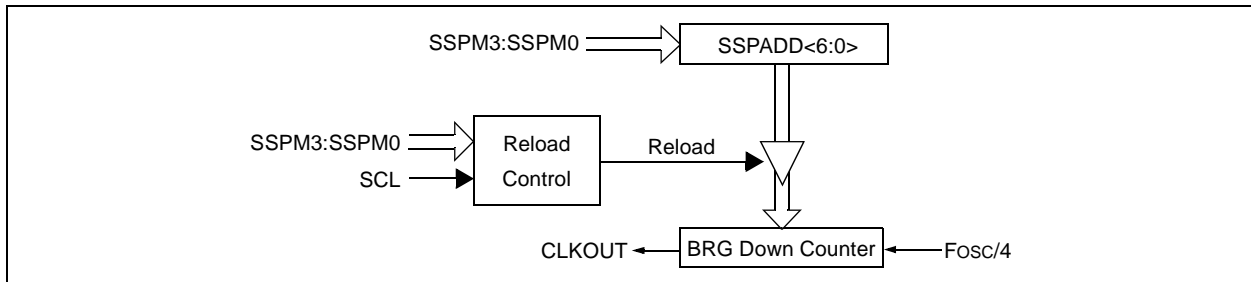 SSPM3:SSPM0
SSPADD<6:0>
SSPM3:SSPM0
SCL
Reload
Control
Reload
CLKOUT
BRG Down Counter
FOSC/4